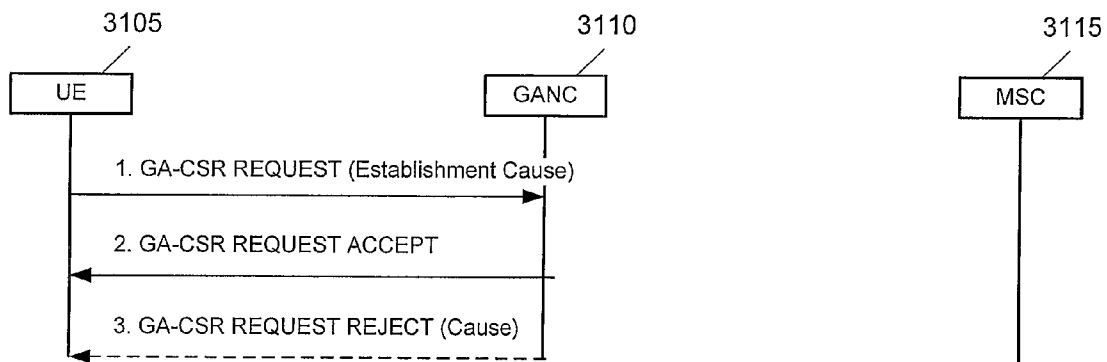 3105
3110
3115
UE
GANC
MSC
1. GA-CSR REQUEST (Establishment Cause)
2. GA-CSR REQUEST ACCEPT
3. GA-CSR REQUEST REJECT (Cause)